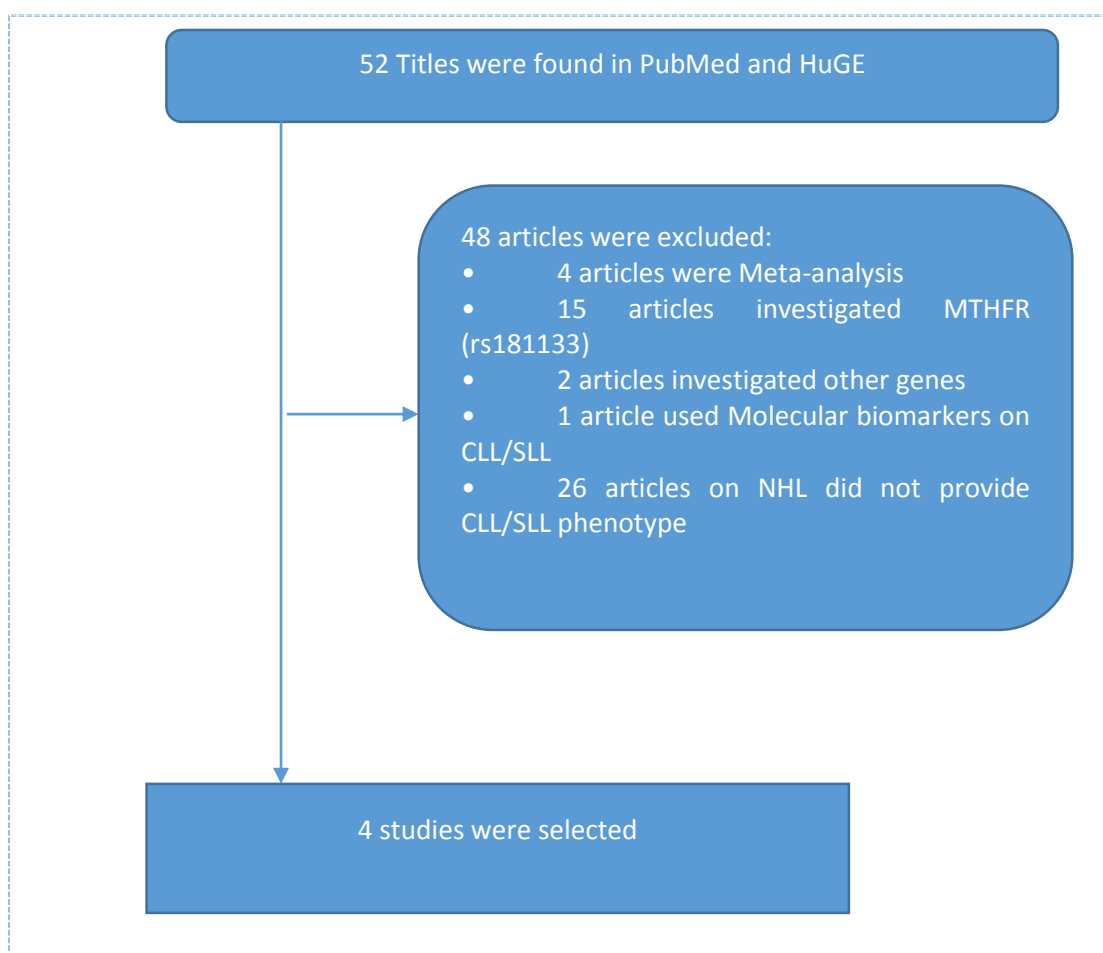 52 Titles were found in PubMed and HuGE
48 articles were excluded:
• 4 articles were Meta-analysis
• 15 articles investigated MTHFR
(rs181133)
• 2 articles investigated other genes
• 1 article used Molecular biomarkers on
CLL/SLL
• 26 articles on NHL did not provide
CLL/SLL phenotype
4 studies were selected